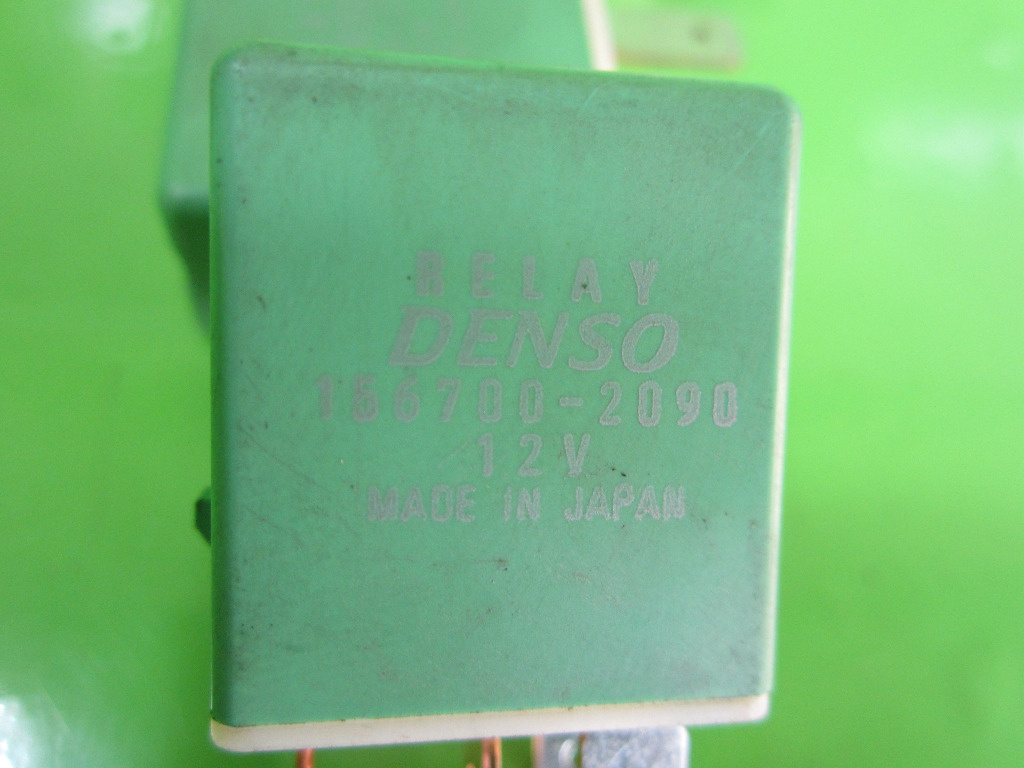 RELAY
DENSO
156700-2090
12V
MADE IN JAPAN